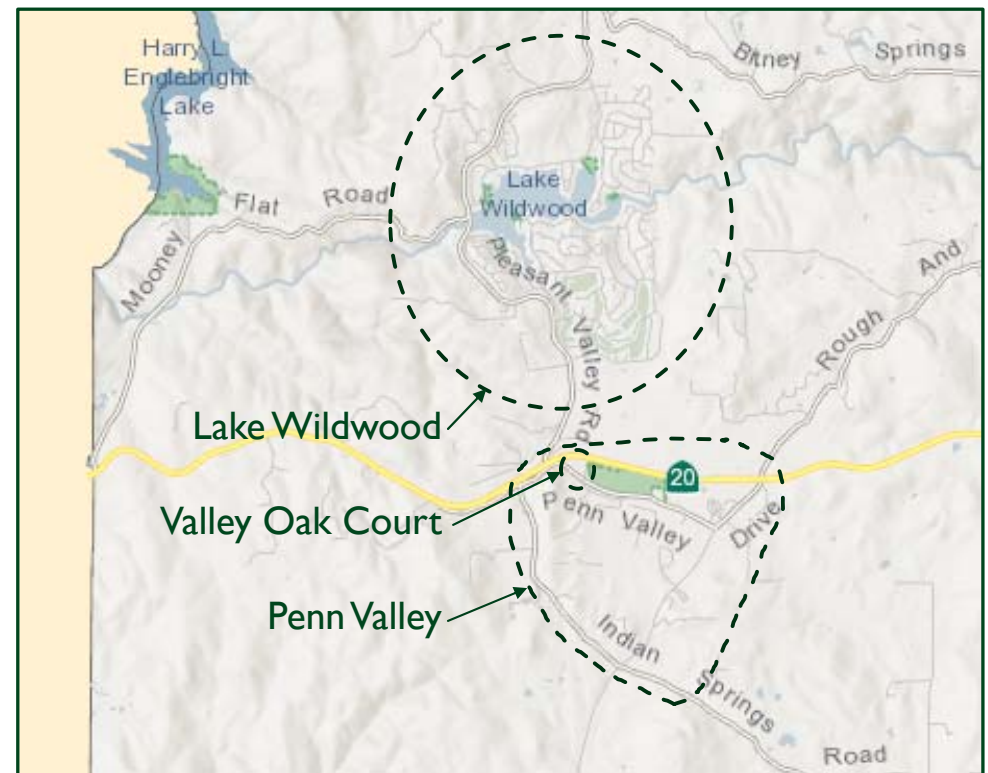 Harry L
Englebright
Lake
Bitney Springs
Lake
Wildwood
Mooney Flat Road
Pleasant Valley Rd
Rough And
Lake Wildwood
20
Valley Oak Court
Penn Valley Drive
Penn Valley
Indian Springs Road